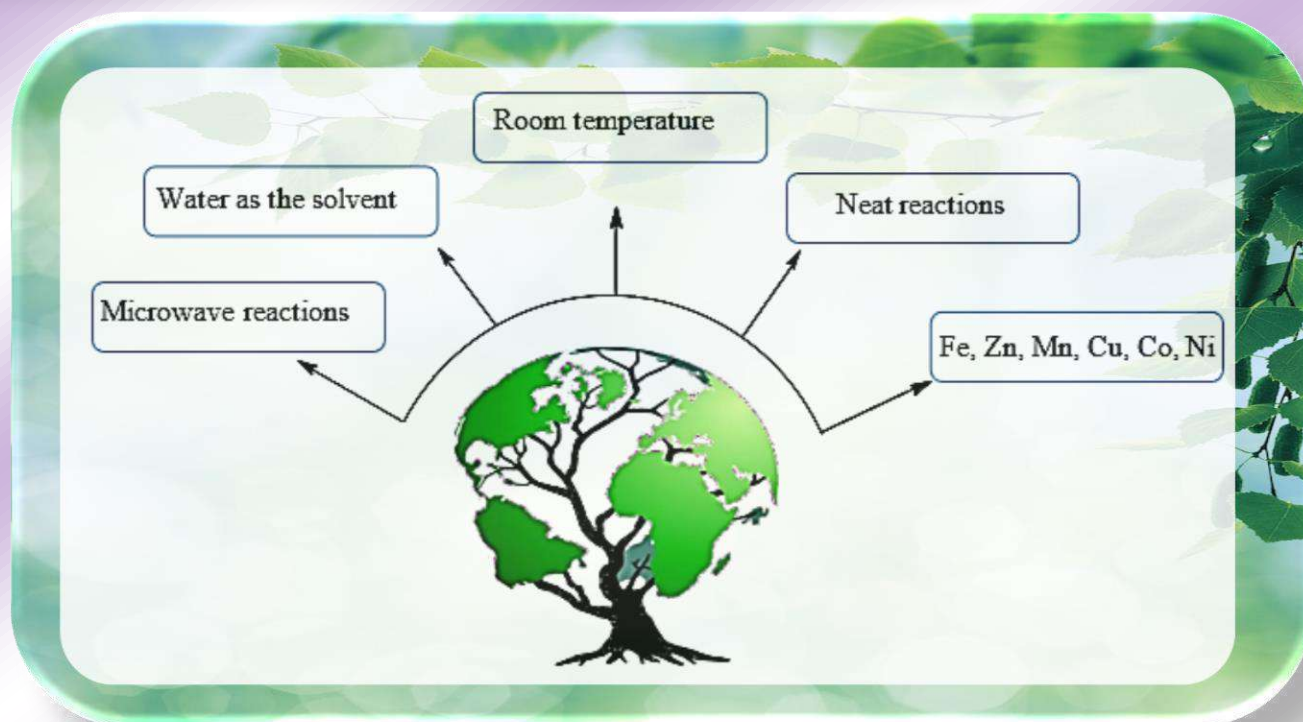 Room temperature
Water as the solvent
Neat reactions
Microwave reactions
Fe, Zn, Mn, Cu, Co, Ni